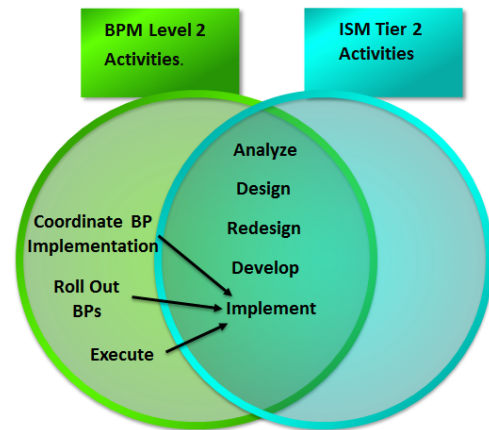 BPM Level 2
Activities.
ISM Tier 2
Activities
Analyze
Design
Redesign
Develop
Implement
Coordinate BP
Implementation
Roll Out
BPs
Execute